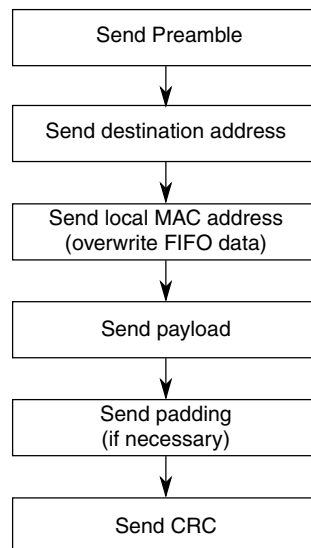 Send Preamble
Send destination address
Send local MAC address
(overwrite FIFO data)
Send payload
Send padding
(if necessary)
Send CRC